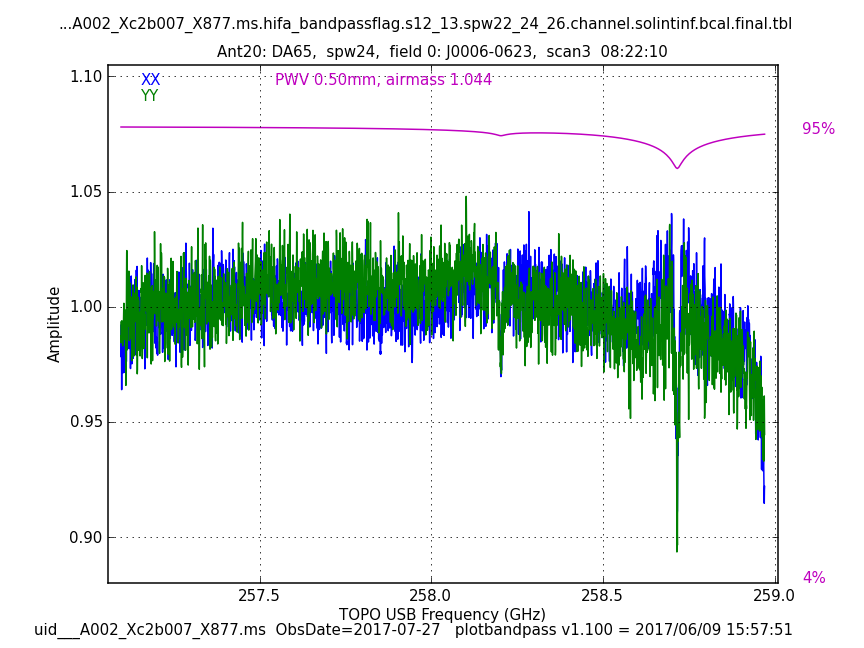 ...A002_Xc2b007_X877.ms.hifa_bandpassflag.s12_13.spw22_24_26.channel.solintinf.bcal.final.tbl
Ant20: DA65,  spw24,  field 0: J0006-0623,  scan3  08:22:10
XX
YY
PWV 0.50mm, airmass 1.044
95%
4%
1.10
1.05
1.00
0.95
0.90
Amplitude
257.5
258.0
258.5
259.0
TOPO USB Frequency (GHz)
uid___A002_Xc2b007_X877.ms  ObsDate=2017-07-27   plotbandpass v1.100 = 2017/06/09 15:57:51